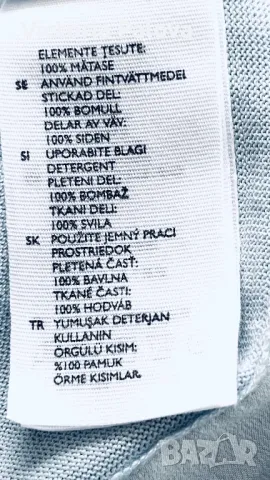 ELEMENTE TESUTE:
100% MĂTASE
SE ANVÄND FINTVÄTTMEDEL
STICKAD DEL:
100% BOMULL
DELAR AV VÄV:
100% SIDEN
SI UPORABITE BLAGI
DETERGENT
PLETENI DEL:
100% BOMBAŽ
TKANI DELI:
100% SVILA
SK POUŽITE JEMNÝ PRACÍ
PROSTRIEDOK
PLETENÁ ČASŤ:
100% BAVLNA
TKANÉ ČASTI:
100% HODVÁB
TR YUMUŞAK DETERJAN
KULLANIN
ÖRGÜLÜ KISIM:
%100 PAMUK
ÖRME KISIMLAR
BAZAR